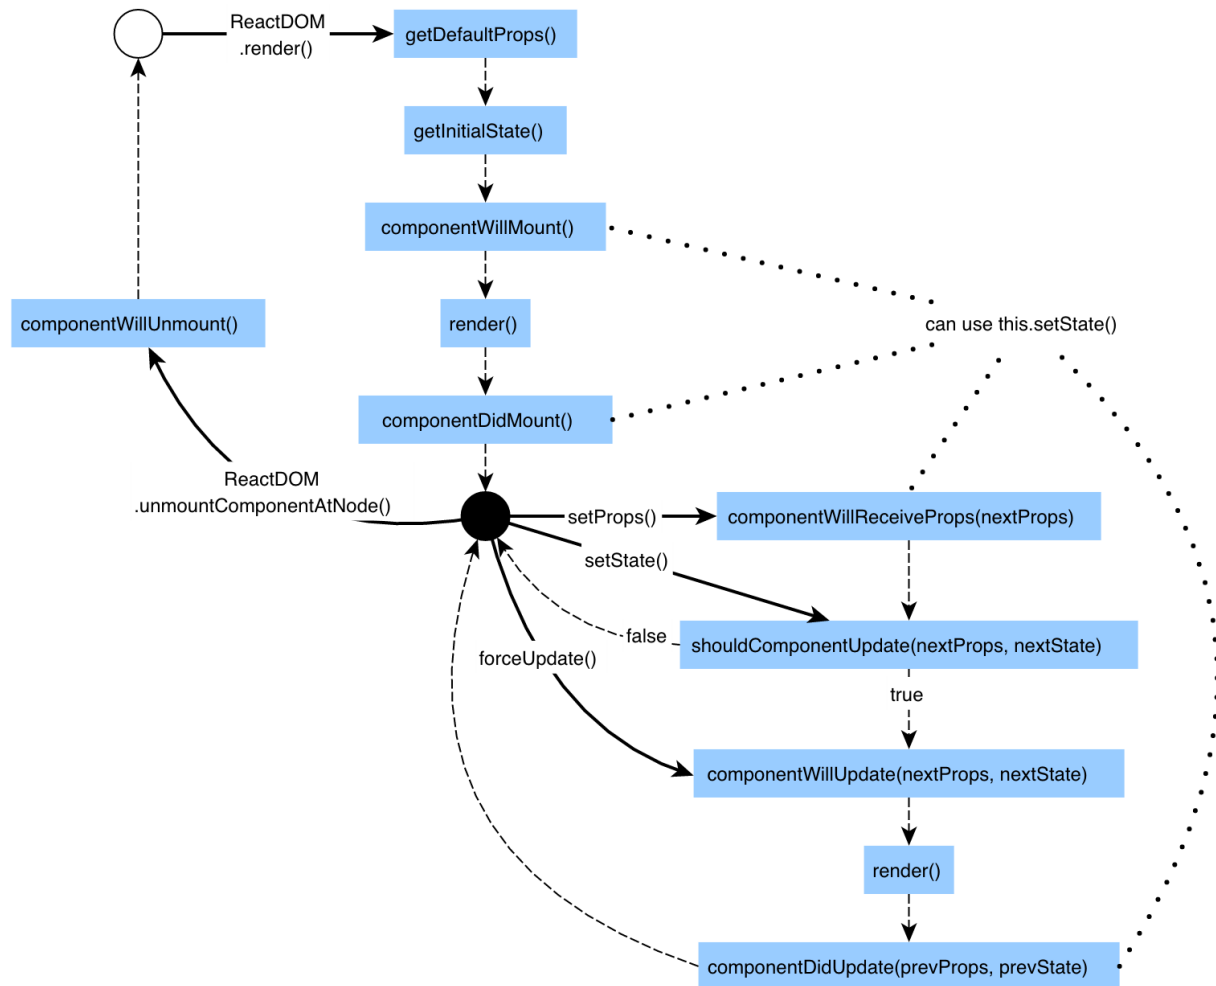 ReactDOM
.render()
getDefaultProps()
getInitialState()
componentWillMount()
componentWillUnmount()
render()
can use this.setState()
componentDidMount()
ReactDOM
.unmountComponentAtNode()
setProps()
componentWillReceiveProps(nextProps)
setState()
false
shouldComponentUpdate(nextProps, nextState)
forceUpdate()
true
componentWillUpdate(nextProps, nextState)
render()
componentDidUpdate(prevProps, prevState)